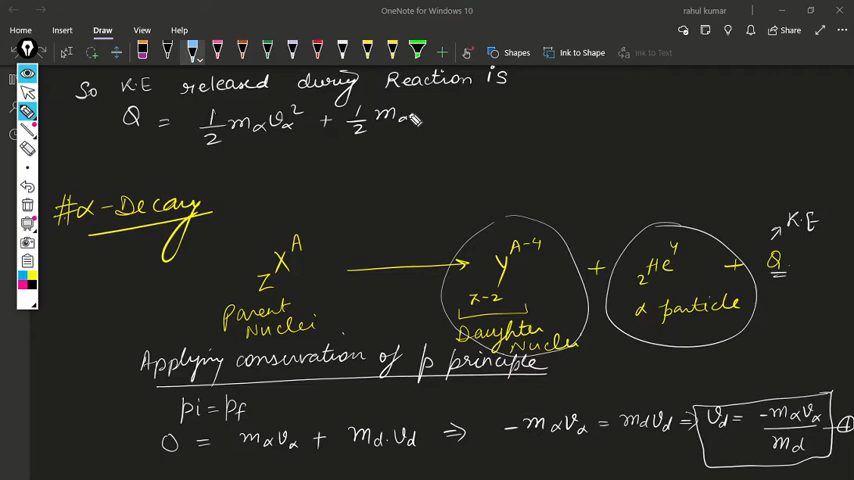 OneNote for Windows 10
rahul kumar
Home Insert Draw View Help
Share
Shapes Ink to Shape Ink to Text
So K.E released during Reaction is
Q = 1/2 mαvα² + 1/2 mα
#α-Decay
K.E
zX^A → z-2Y^A-4 + ₂He⁴ + Q
Parent Nuclei
Daughter Nuclei
α particle
Applying conservation of p principle
pi = pf
0 = mαvα + md.vd ⇒ -mαvα = mdvd ⇒ vd = -mαvα/md